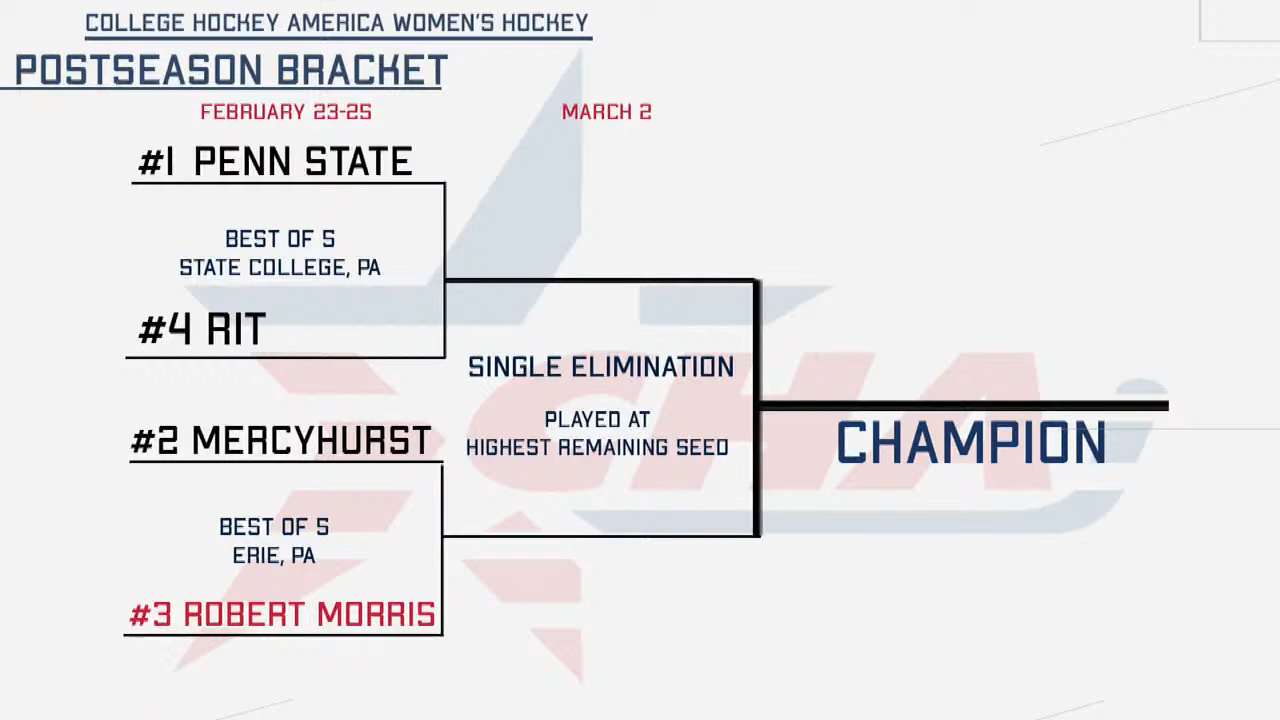 COLLEGE HOCKEY AMERICA WOMEN'S HOCKEY
POSTSEASON BRACKET
FEBRUARY 23-25
MARCH 2
#1 PENN STATE
BEST OF 5
STATE COLLEGE, PA
#4 RIT
SINGLE ELIMINATION
PLAYED AT
HIGHEST REMAINING SEED
CHAMPION
#2 MERCYHURST
BEST OF 5
ERIE, PA
#3 ROBERT MORRIS
CHA